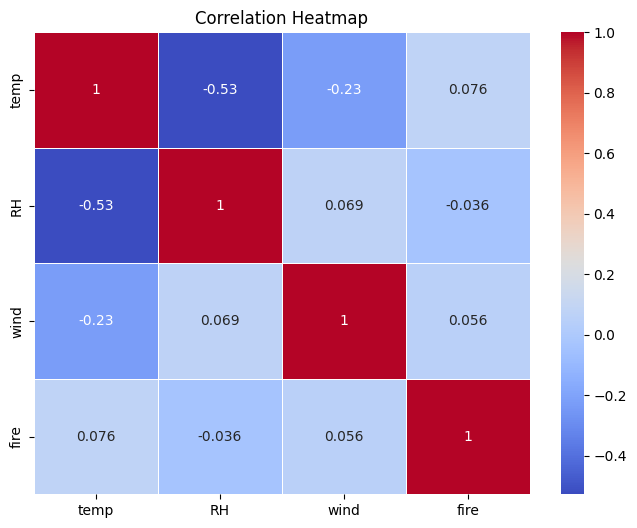 Correlation Heatmap
temp 1 -0.53 -0.23 0.076
RH -0.53 1 0.069 -0.036
wind -0.23 0.069 1 0.056
fire 0.076 -0.036 0.056 1
temp RH wind fire
1.0
0.8
0.6
0.4
0.2
0.0
−0.2
−0.4